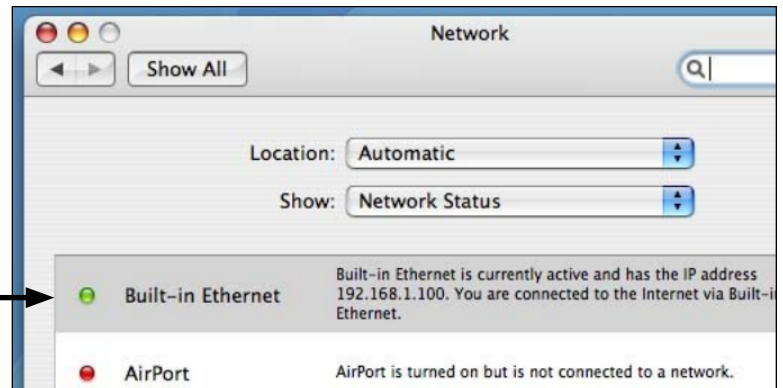 Network
Show All
Location: Automatic
Show: Network Status
Built-in Ethernet
Built-in Ethernet is currently active and has the IP address
192.168.1.100. You are connected to the Internet via
Ethernet.
AirPort
AirPort is turned on but is not connected to a network.